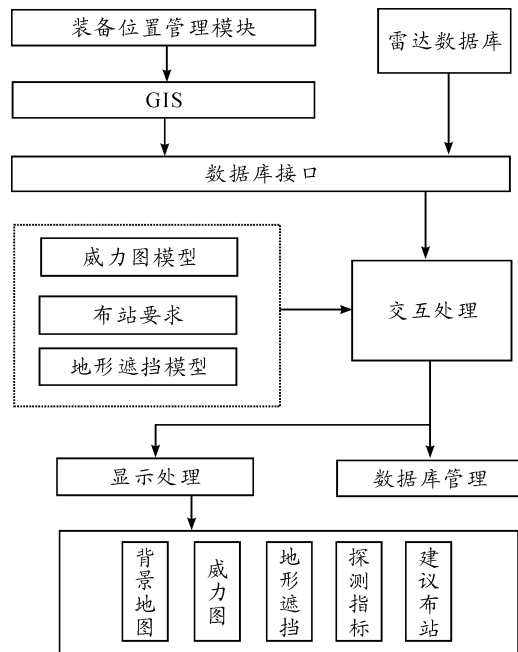 装备位置管理模块
雷达数据库
GIS
数据库接口
威力图模型
布站要求
地形遮挡模型
交互处理
显示处理
数据库管理
背景地图
威力图
地形遮挡
探测指标
建议布站